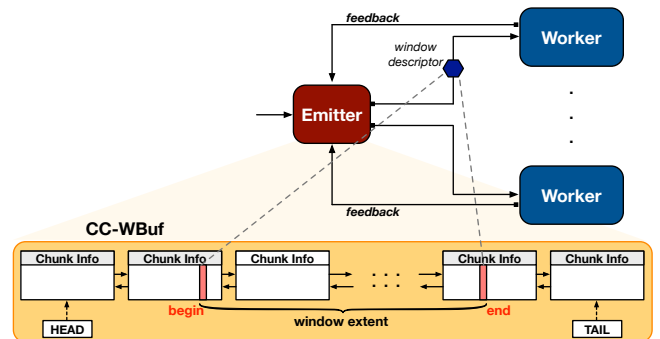 feedback
window
descriptor
Worker
Emitter
.
.
.
Worker
feedback
CC-WBuf
Chunk Info
Chunk Info
Chunk Info
. . .
Chunk Info
Chunk Info
begin
end
window extent
HEAD
TAIL